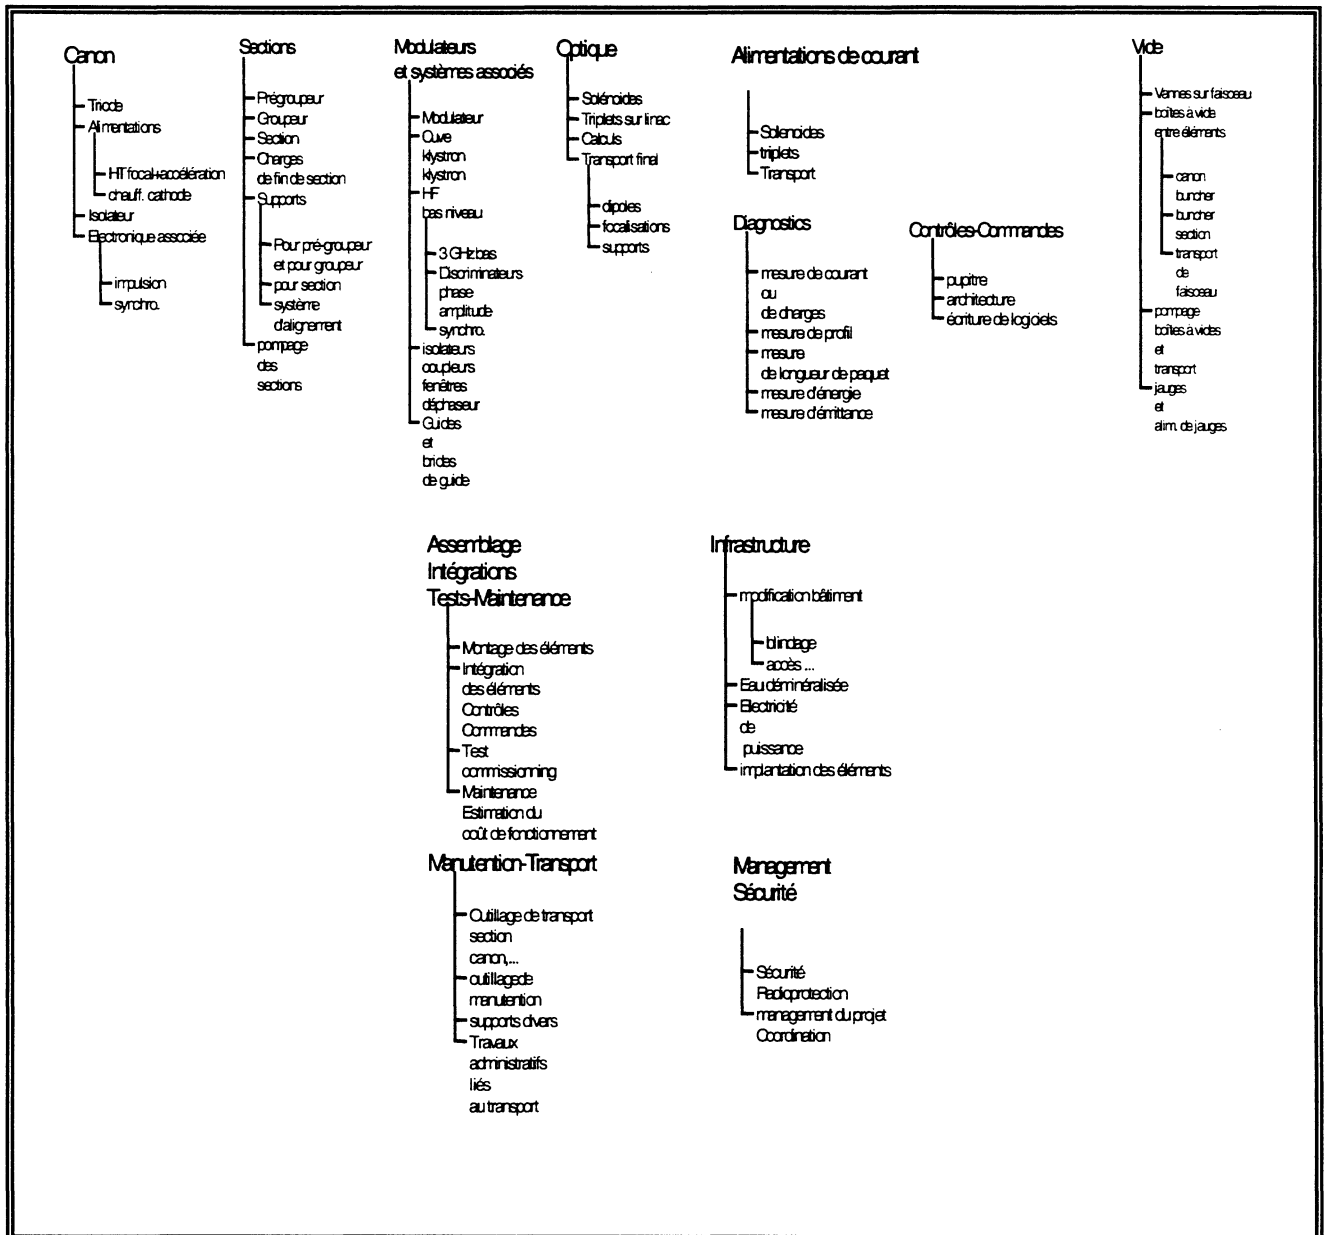 Canon
Triode
Alimentations
HT focal+accélération
chauff. cathode
Isolateur
Electronique associée
impulsion
synchro.
Sections
Prégroupeur
Groupeur
Section
Charges
de fin de section
Supports
Pour pré-groupeur
et pour groupeur
pour section
système
d'alignement
pompage
des
sections
Modulateurs
et systèmes associés
Modulateur
Cuve
klystron
klystron
HF
bas niveau
3 GHz bas
Discriminateurs
phase
amplitude
synchro.
isolateurs
coupleurs
fenêtres
déphaseur
Guides
et
brides
de guide
Optique
Solénoides
Triplets sur linac
Calculs
Transport final
dipoles
focalisations
supports
Alimentations de courant
Solenoides
triplets
Transport
Diagnostics
mesure de courant
ou
de charges
mesure de profil
mesure
de longueur de paquet
mesure d'énergie
mesure d'émittance
Contrôles-Commandes
pupitre
architecture
écriture de logiciels
Vide
Vannes sur faisceau
boîtes à vide
entre éléments
canon
buncher
buncher
section
transport
de
faisceau
pompage
boîtes à vides
et
transport
jauges
et
alim. de jauges
Assemblage
Intégrations
Tests-Maintenance
Montage des éléments
Intégration
des éléments
Contrôles
Commandes
Test
commissionning
Maintenance
Estimation du
coût de fonctionnement
Infrastructure
modification bâtiment
blindage
accès ...
Eau déminéralisée
Electricité
de
puissance
implantation des éléments
Manutention-Transport
Outillage de transport
section
canon,...
outillagede
manutention
supports divers
Travaux
administratifs
liés
au transport
Management
Sécurité
Sécurité
Radioprotection
management du projet
Coordination